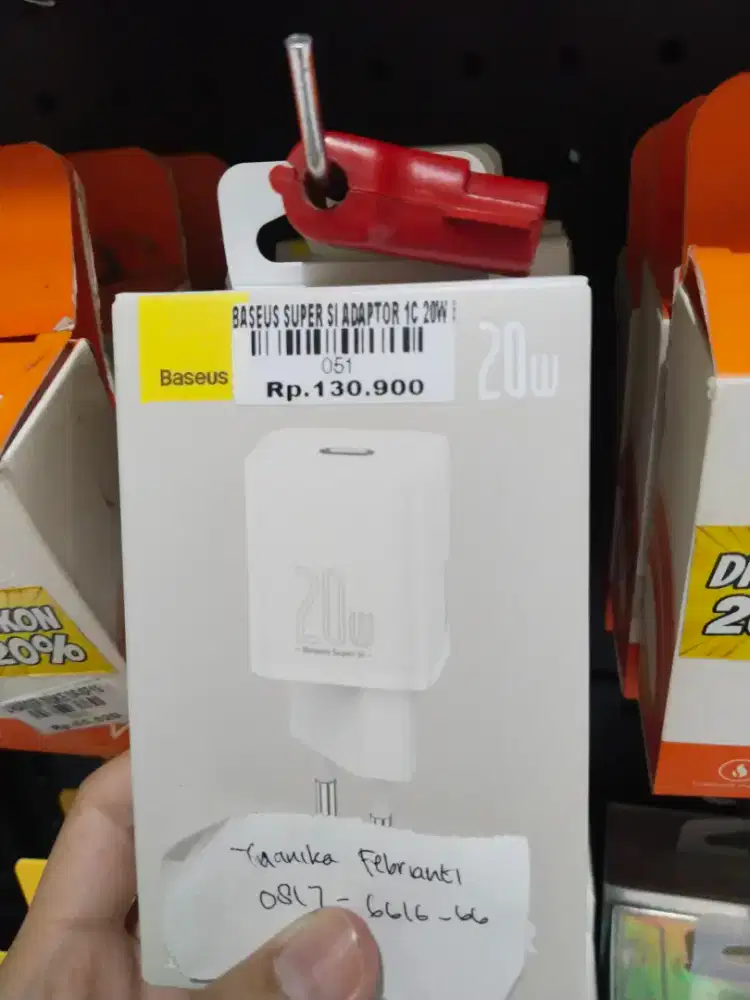 BASEUS SUPER SI ADAPTOR 1C 20W
051
Rp.130.900
Baseus
20w
20w
Baseus Super Si
Febrianti
0817-6616-66
KON
20%